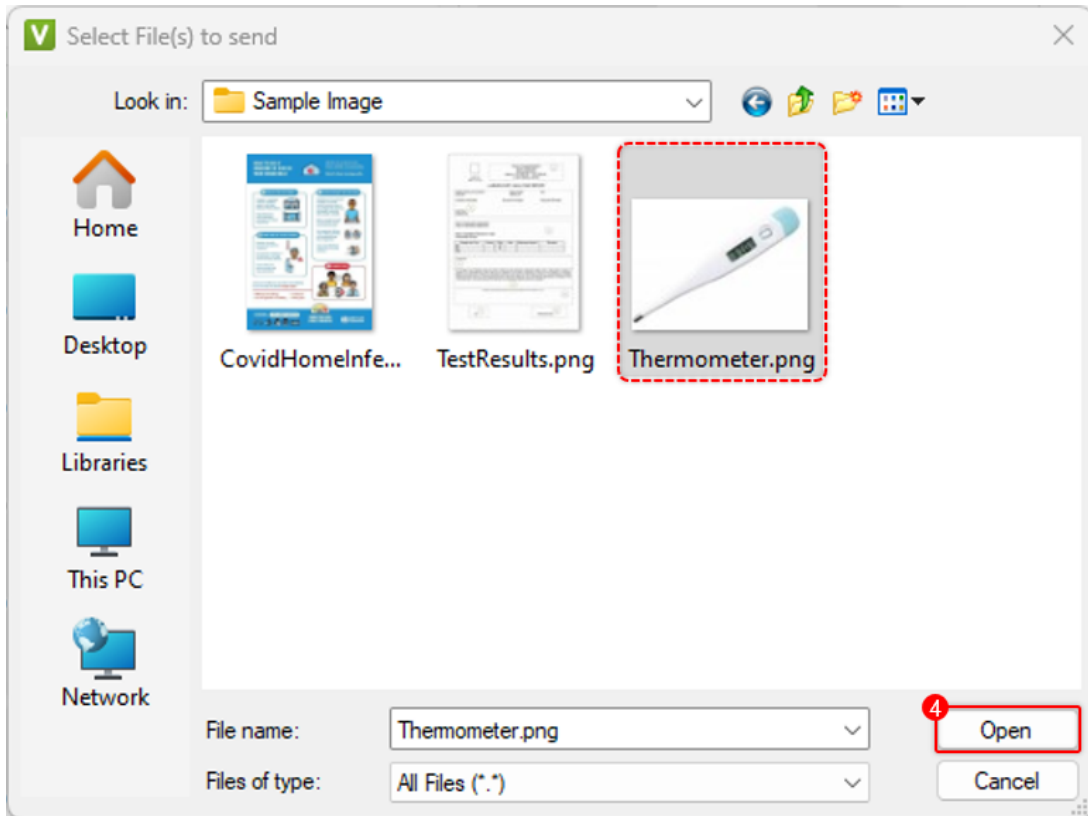 V Select File(s) to send
Look in: Sample Image
Home
Desktop
Libraries
This PC
Network
CovidHomeInfe... TestResults.png Thermometer.png
File name: Thermometer.png
4 Open
Files of type: All Files (*.*)
Cancel